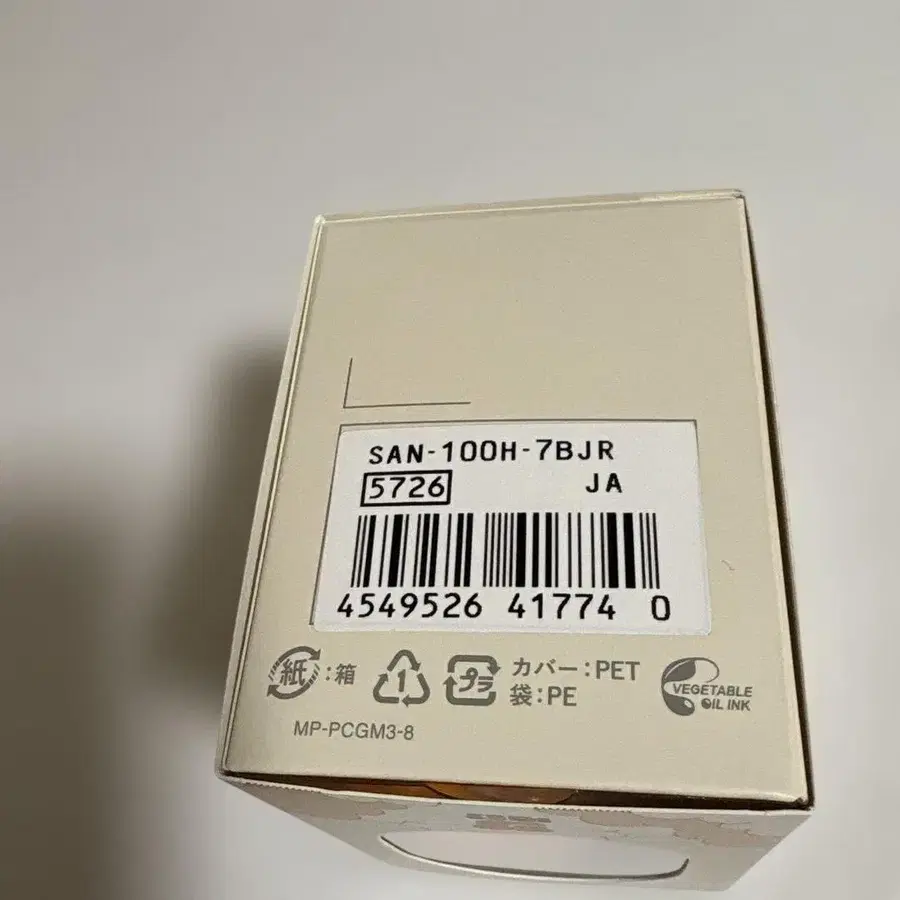 SAN-100H-7BJR
5726 JA
4549526 41774 0
紙 :箱 1 プラ カバー:PET
袋:PE
VEGETABLE
OIL INK
MP-PCGM3-8